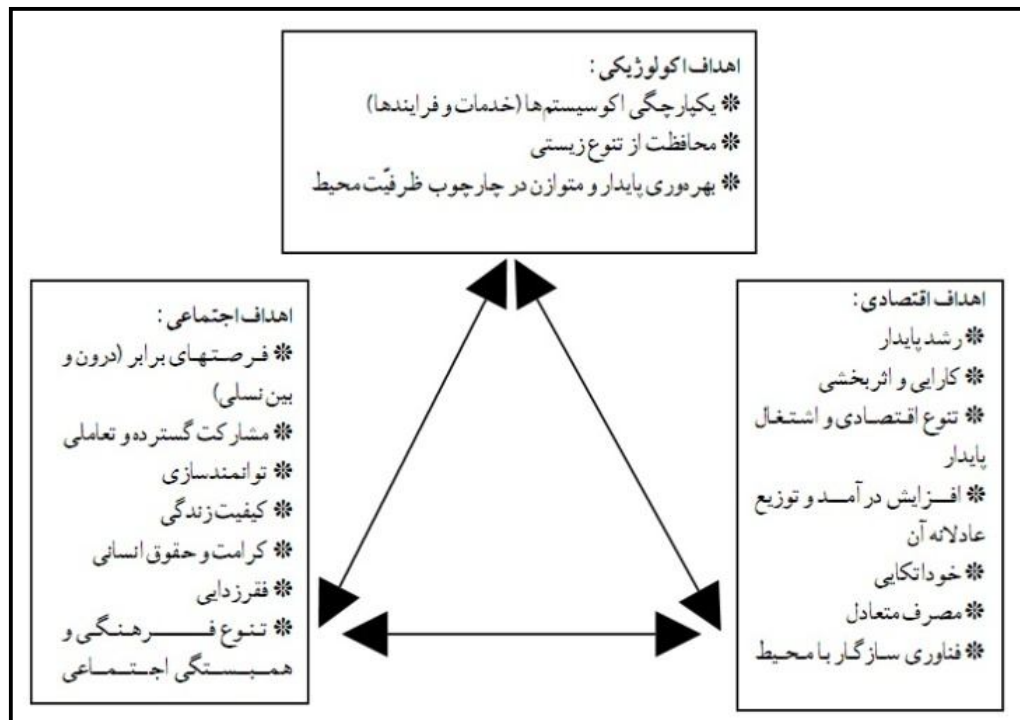 اهداف اکولوژیکی :
❊ یکپارچگی اکوسیستم‌ها (خدمات و فرایندها)
❊ محافظت از تنوع زیستی
❊ بهره‌وری پایدار و متوازن در چارچوب ظرفیّت محیط
اهداف اقتصادی :
❊ رشد پایدار
❊ کارایی و اثربخشی
❊ تنوع اقتصادی و اشتغال
پایدار
❊ افزایش درآمد و توزیع
عادلانه آن
❊ خوداتکایی
❊ مصرف متعادل
❊ فناوری سازگار با محیط
اهداف اجتماعی :
❊ فرصتهای برابر (درون و
بین نسلی)
❊ مشارکت گسترده و تعاملی
❊ توانمندسازی
❊ کیفیت زندگی
❊ کرامت و حقوق انسانی
❊ فقرزدایی
❊ تنوع فرهنگی و
همبستگی اجتماعی